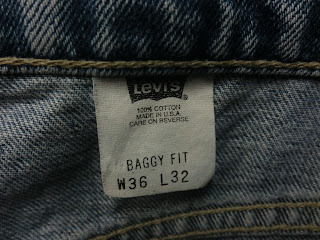 LEVI'S
100% COTTON
MADE IN U.S.A.
CARE ON REVERSE
BAGGY FIT
W36 L32